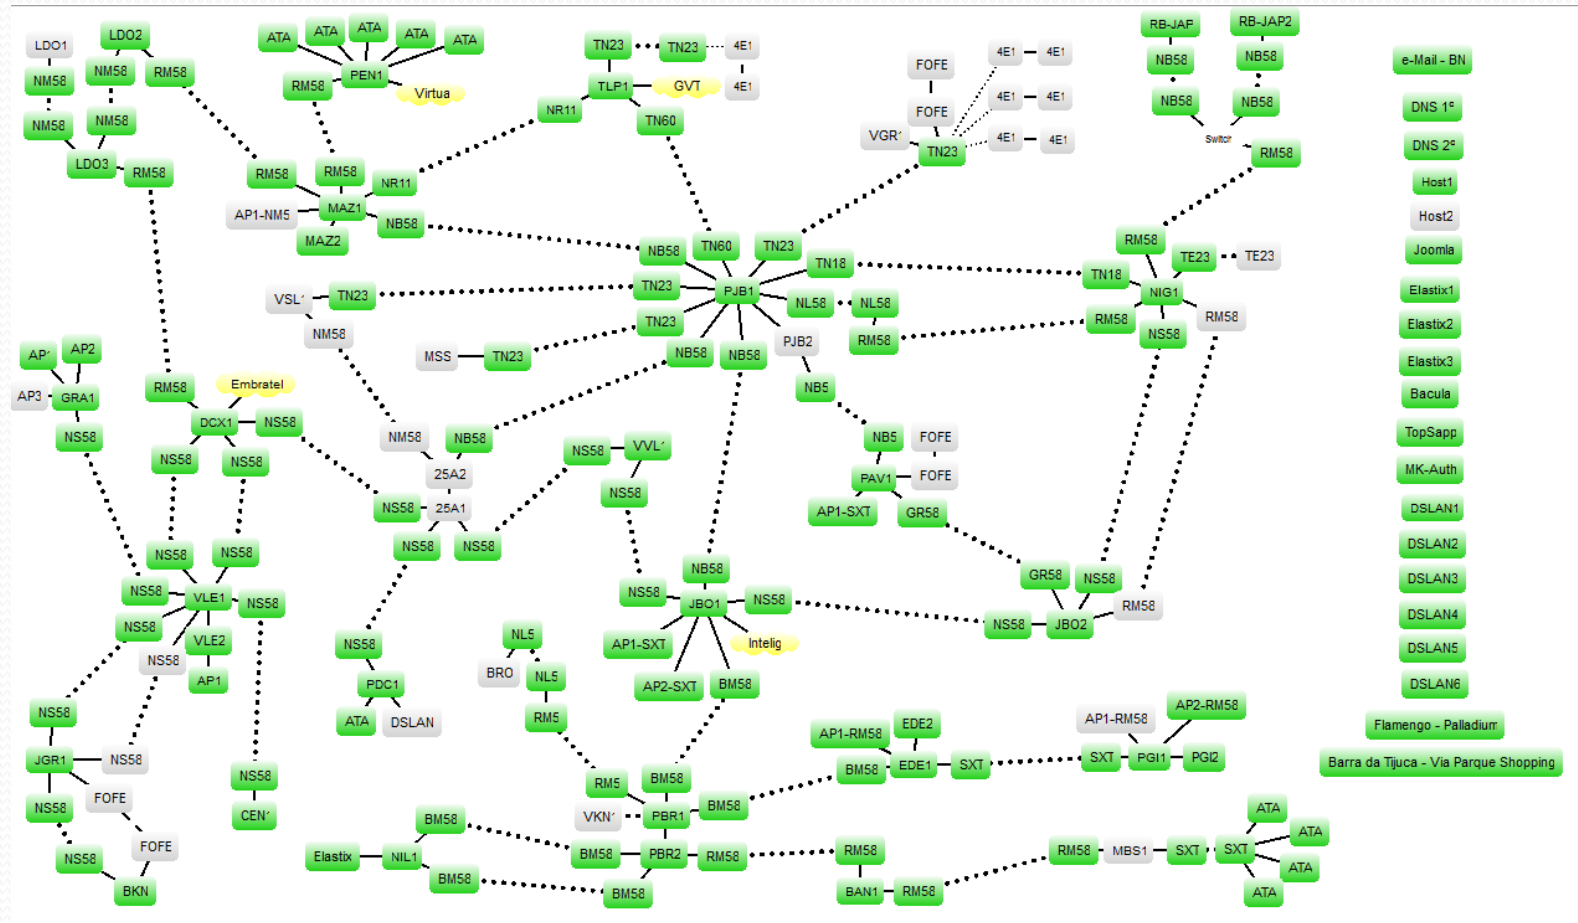 RB-JAP
RB-JAP2
LDO1
LDO2
ATA
ATA
ATA
ATA
ATA
TN23
TN23
4E1
4E1
4E1
e-Mail - BN
NM58
NM58
RM58
PEN1
RM58
Virtua
TLP1
GVT
4E1
FOFE
NB58
NB58
DNS 1º
NM58
NM58
NR11
TN60
FOFE
4E1
4E1
NB58
NB58
VGR1
4E1
4E1
Switch
DNS 2º
LDO3
RM58
RM58
RM58
NR11
TN23
RM58
Host1
AP1-NM5
MAZ1
NB58
Host2
MAZ2
NB58
TN60
TN23
TN18
RM58
TE23
TE23
Joomla
TN18
VSL1
TN23
TN23
PJB1
NL58
NL58
NIG1
Elastix1
NM58
TN23
RM58
RM58
NS58
RM58
Elastix2
AP1
AP2
MSS
TN23
NB58
NB58
PJB2
Elastix3
AP3
GRA1
RM58
Embratel
NB5
Bacula
NS58
DCX1
NS58
NM58
NB58
NS58
VVL1
NB5
FOFE
TopSapp
NS58
NS58
25A2
PAV1
FOFE
MK-Auth
NS58
25A1
NS58
AP1-SXT
GR58
DSLAN1
NS58
NS58
NS58
NS58
DSLAN2
NB58
GR58
NS58
DSLAN3
NS58
VLE1
NS58
NS58
JBO1
NS58
RM58
DSLAN4
NS58
VLE2
NS58
AP1-SXT
Intelig
NS58
JBO2
DSLAN5
NS58
AP1
NL5
BRO
NL5
AP2-SXT
BM58
DSLAN6
PDC1
NS58
ATA
DSLAN
RM5
AP1-RM58
EDE2
AP1-RM58
AP2-RM58
Flamengo - Palladium
JGR1
NS58
NS58
RM5
BM58
BM58
EDE1
SXT
SXT
PGI1
PGI2
Barra da Tijuca - Via Parque Shopping
NS58
FOFE
CEN1
VKN1
PBR1
BM58
ATA
BM58
ATA
NS58
FOFE
Elastix
NIL1
BM58
PBR2
RM58
RM58
RM58
MBS1
SXT
SXT
ATA
BKN
BM58
BM58
BAN1
RM58
ATA